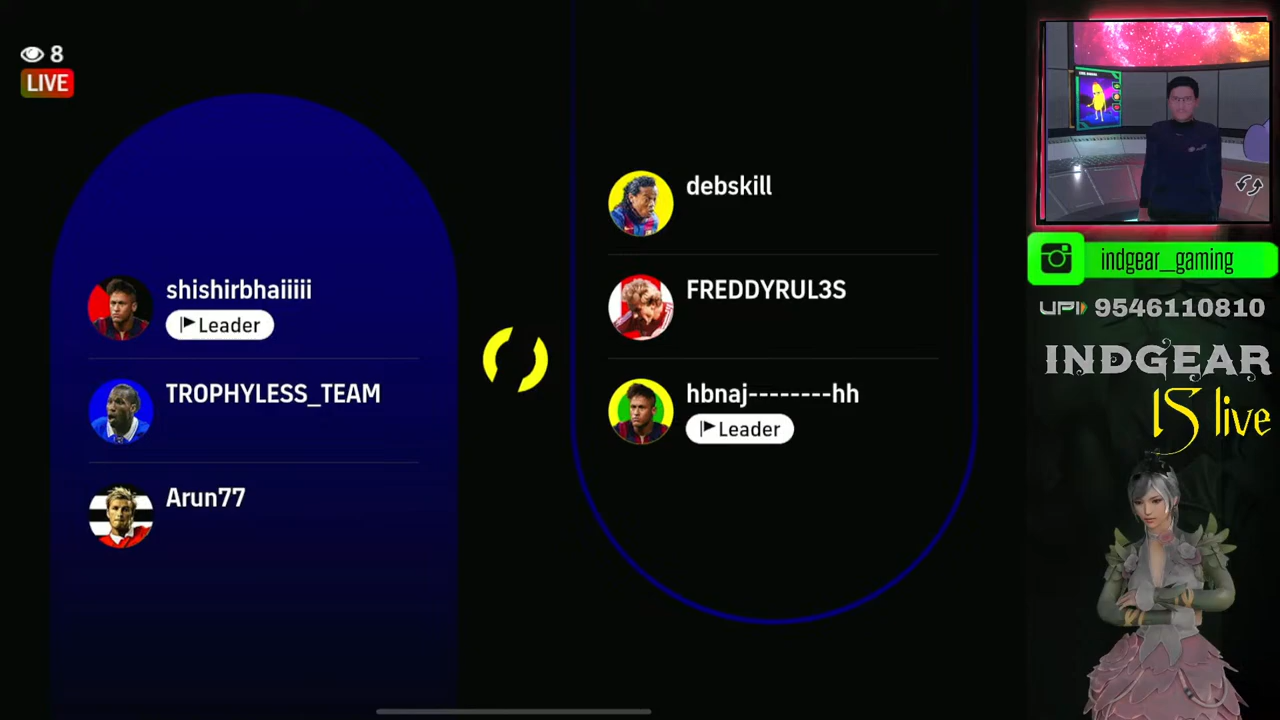 8
LIVE
shishirbhaiiiii
Leader
TROPHYLESS_TEAM
Arun77
debskill
FREDDYRUL3S
hbnaj--------hh
Leader
indgear_gaming
UPI 9546110810
INDGEAR
IS live